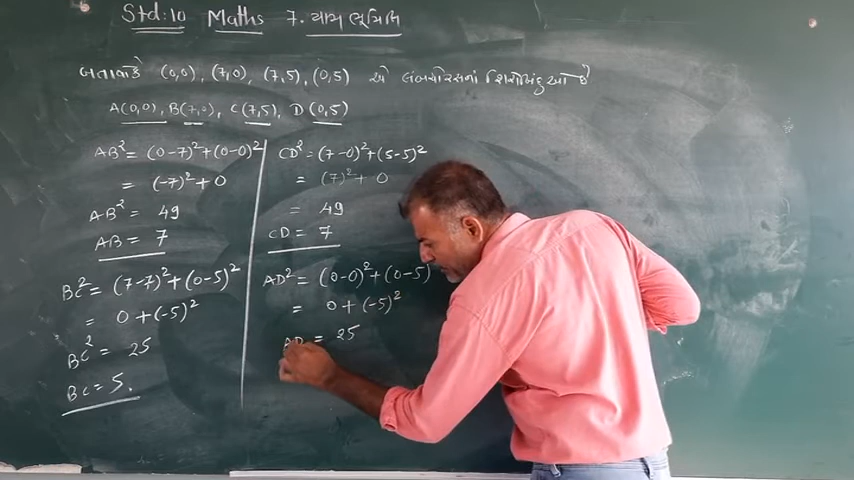 Std:10 Maths 7. યામ ભૂમિતિ
બતાવો કે (0,0), (7,0), (7,5), (0,5) એ લંબચોરસનાં શિરોબિંદુઓ છે
A(0,0), B(7,0), C(7,5), D(0,5)
AB² = (0-7)²+(0-0)²
= (-7)²+0
AB² = 49
AB = 7
BC² = (7-7)²+(0-5)²
= 0+(-5)²
BC² = 25
BC = 5.
CD² = (7-0)²+(5-5)²
= (7)²+0
= 49
CD = 7
AD² = (0-0)²+(0-5)
= 0+(-5)²
AD = 25